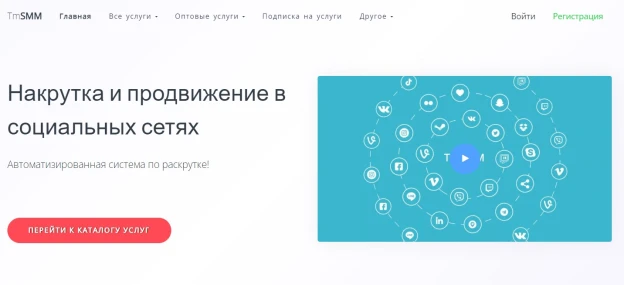 TmSMM Главная Все услуги Оптовые услуги Подписка на услуги Другое Войти Регистрация
Накрутка и продвижение в
социальных сетях
Автоматизированная система по раскрутке!
ПЕРЕЙТИ К КАТАЛОГУ УСЛУГ